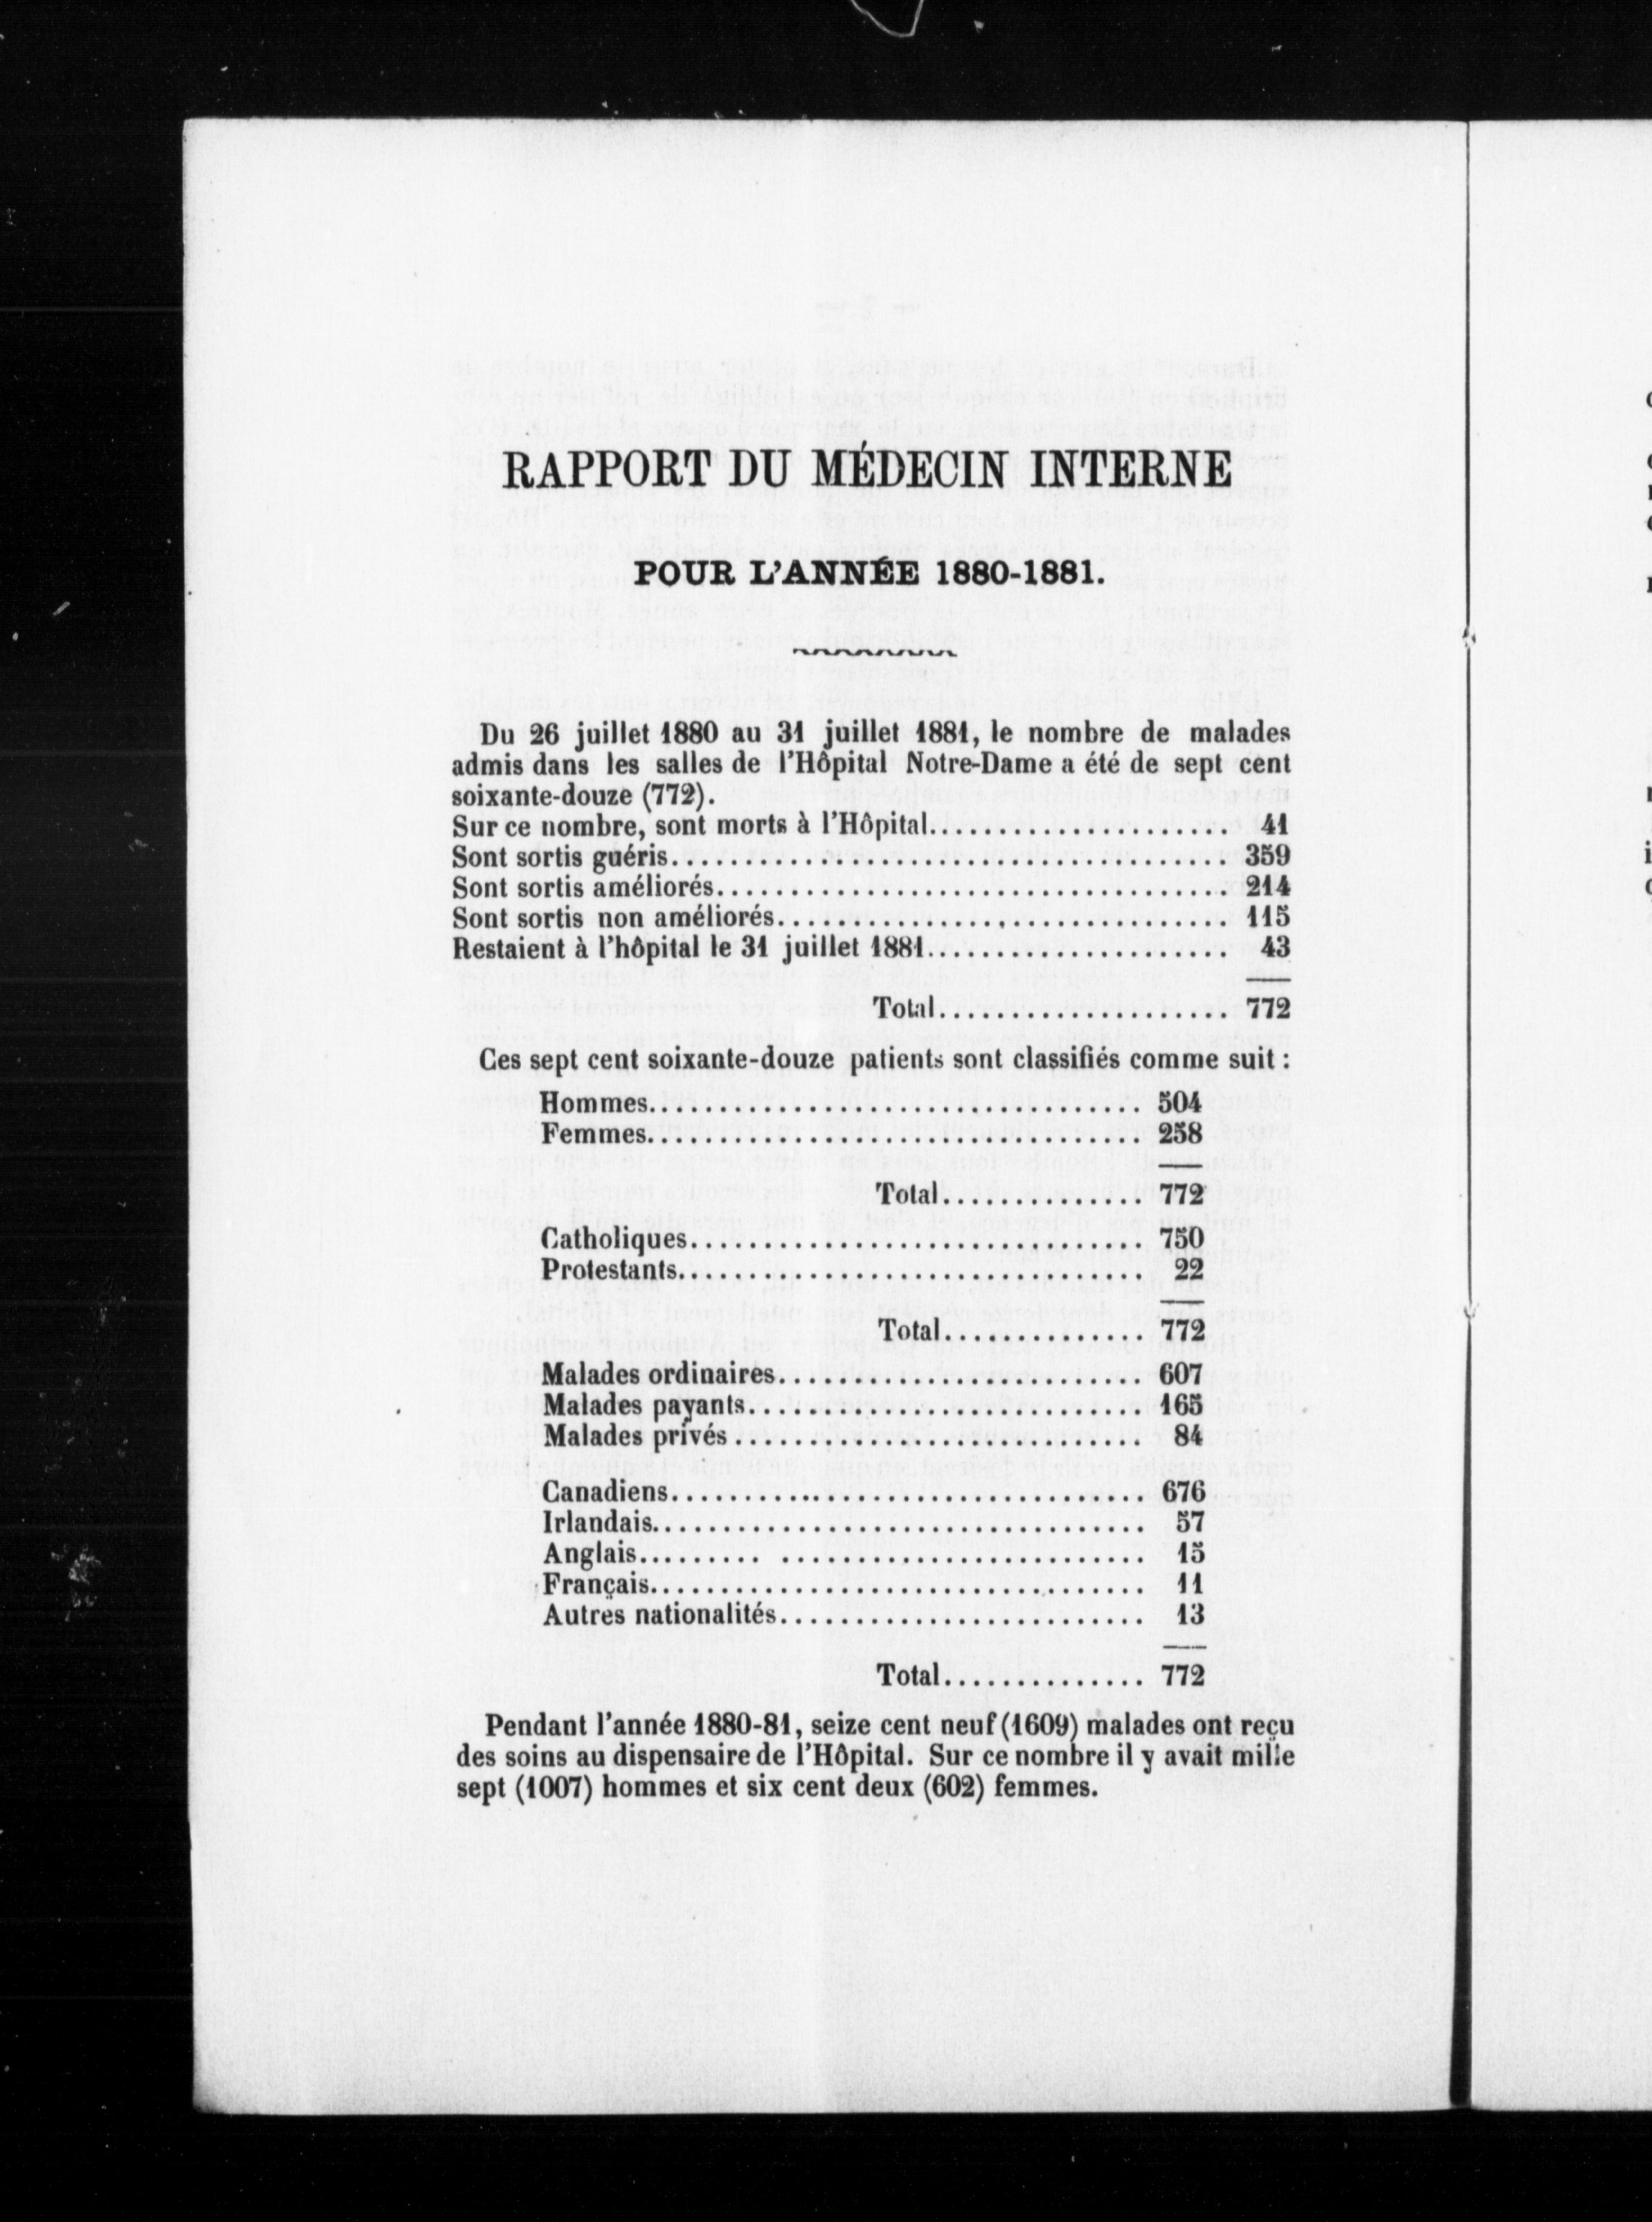 RAPPORT DU MÉDECIN INTERNE
POUR L'ANNÉE 1880-1881.
Du 26 juillet 1880 au 31 juillet 1881, le nombre de malades
admis dans les salles de l'Hôpital Notre-Dame a été de sept cent
soixante-douze (772).
Sur ce nombre, sont morts à l'Hôpital........................ 41
Sont sortis guéris........................................ 359
Sont sortis améliorés..................................... 214
Sont sortis non améliorés................................. 115
Restaient à l'hôpital le 31 juillet 1881...................... 43
Total..................... 772
Ces sept cent soixante-douze patients sont classifiés comme suit :
Hommes................................... 504
Femmes................................... 258
Total............... 772
Catholiques................................ 750
Protestants................................. 22
Total............... 772
Malades ordinaires.......................... 607
Malades payants............................ 165
Malades privés............................. 84
Canadiens.................................. 676
Irlandais................................... 57
Anglais.................................... 15
Français................................... 11
Autres nationalités.......................... 13
Total............... 772
Pendant l'année 1880-81, seize cent neuf (1609) malades ont reçu
des soins au dispensaire de l'Hôpital. Sur ce nombre il y avait mille
sept (1007) hommes et six cent deux (602) femmes.